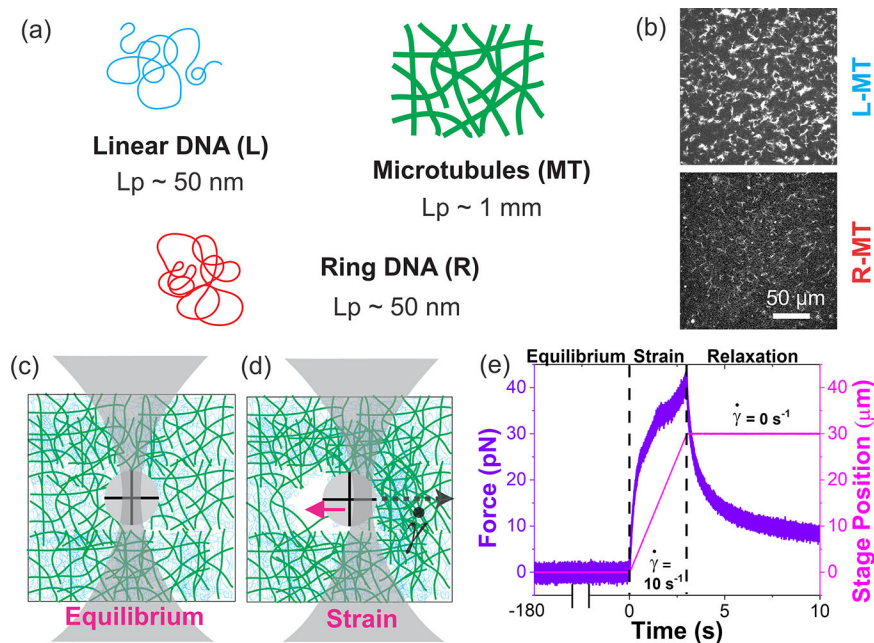 (a)
Linear DNA (L)
Lp ~ 50 nm
Microtubules (MT)
Lp ~ 1 mm
Ring DNA (R)
Lp ~ 50 nm
(b)
L-MT
R-MT
50 µm
(c)
Equilibrium
(d)
γ̇
Strain
(e)
Equilibrium Strain Relaxation
Force (pN)
40
30
20
10
0
γ̇ = 0 s⁻¹
γ̇ =
10 s⁻¹
40
30
20
10
0
Stage Position (µm)
-180 0 5 10
Time (s)